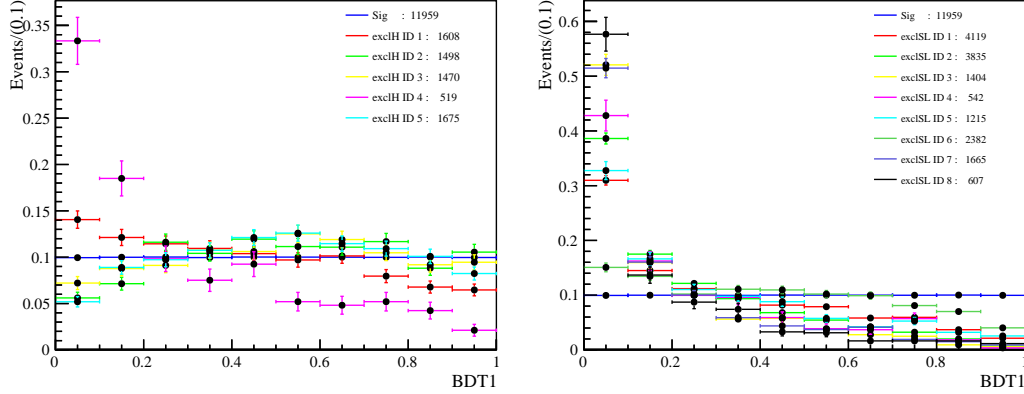 Events/(0.1)
0.35
0.3
0.25
0.2
0.15
0.1
0.05
0
Sig : 11959
exclH ID 1 : 1608
exclH ID 2 : 1498
exclH ID 3 : 1470
exclH ID 4 : 519
exclH ID 5 : 1675
0 0.2 0.4 0.6 0.8 1
BDT1
Events/(0.1)
0.6
0.5
0.4
0.3
0.2
0.1
0
Sig : 11959
exclSL ID 1 : 4119
exclSL ID 2 : 3835
exclSL ID 3 : 1404
exclSL ID 4 : 542
exclSL ID 5 : 1215
exclSL ID 6 : 2382
exclSL ID 7 : 1665
exclSL ID 8 : 607
0 0.2 0.4 0.6 0.8 1
BDT1